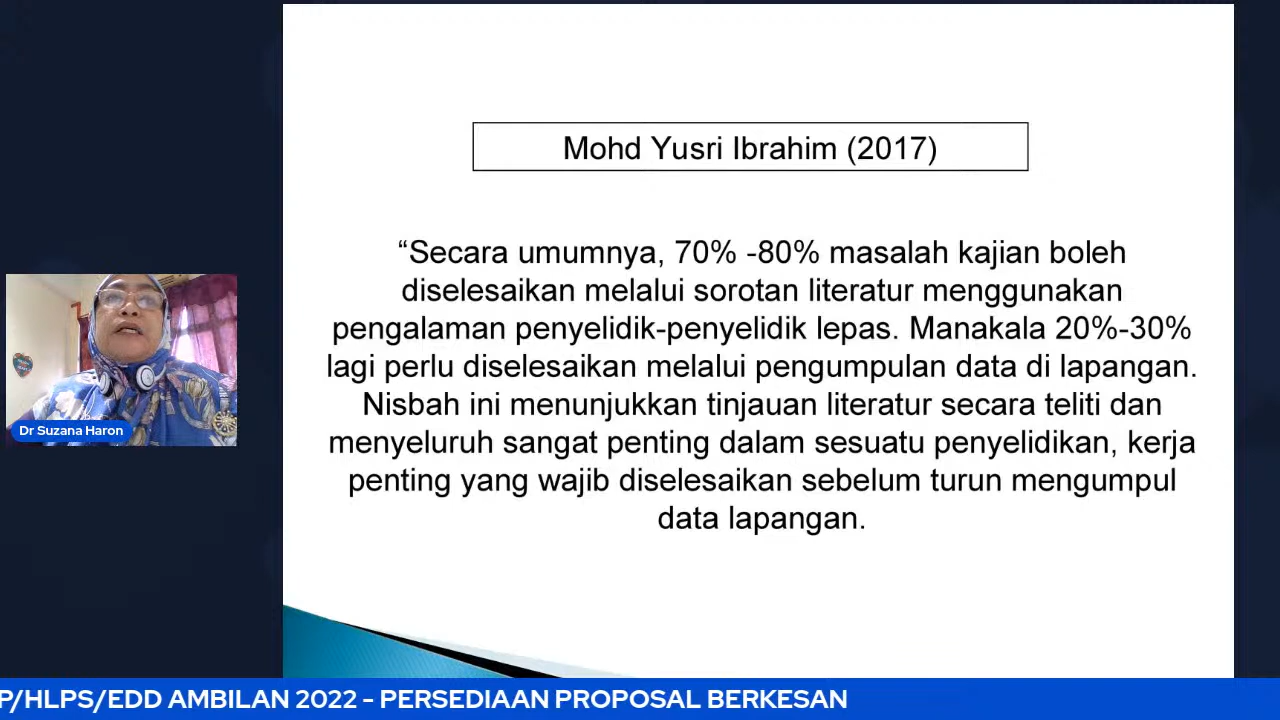 Mohd Yusri Ibrahim (2017)
“Secara umumnya, 70% -80% masalah kajian boleh
diselesaikan melalui sorotan literatur menggunakan
pengalaman penyelidik-penyelidik lepas. Manakala 20%-30%
lagi perlu diselesaikan melalui pengumpulan data di lapangan.
Nisbah ini menunjukkan tinjauan literatur secara teliti dan
menyeluruh sangat penting dalam sesuatu penyelidikan, kerja
penting yang wajib diselesaikan sebelum turun mengumpul
data lapangan.
Dr Suzana Haron
P/HLPS/EDD AMBILAN 2022 - PERSEDIAAN PROPOSAL BERKESAN